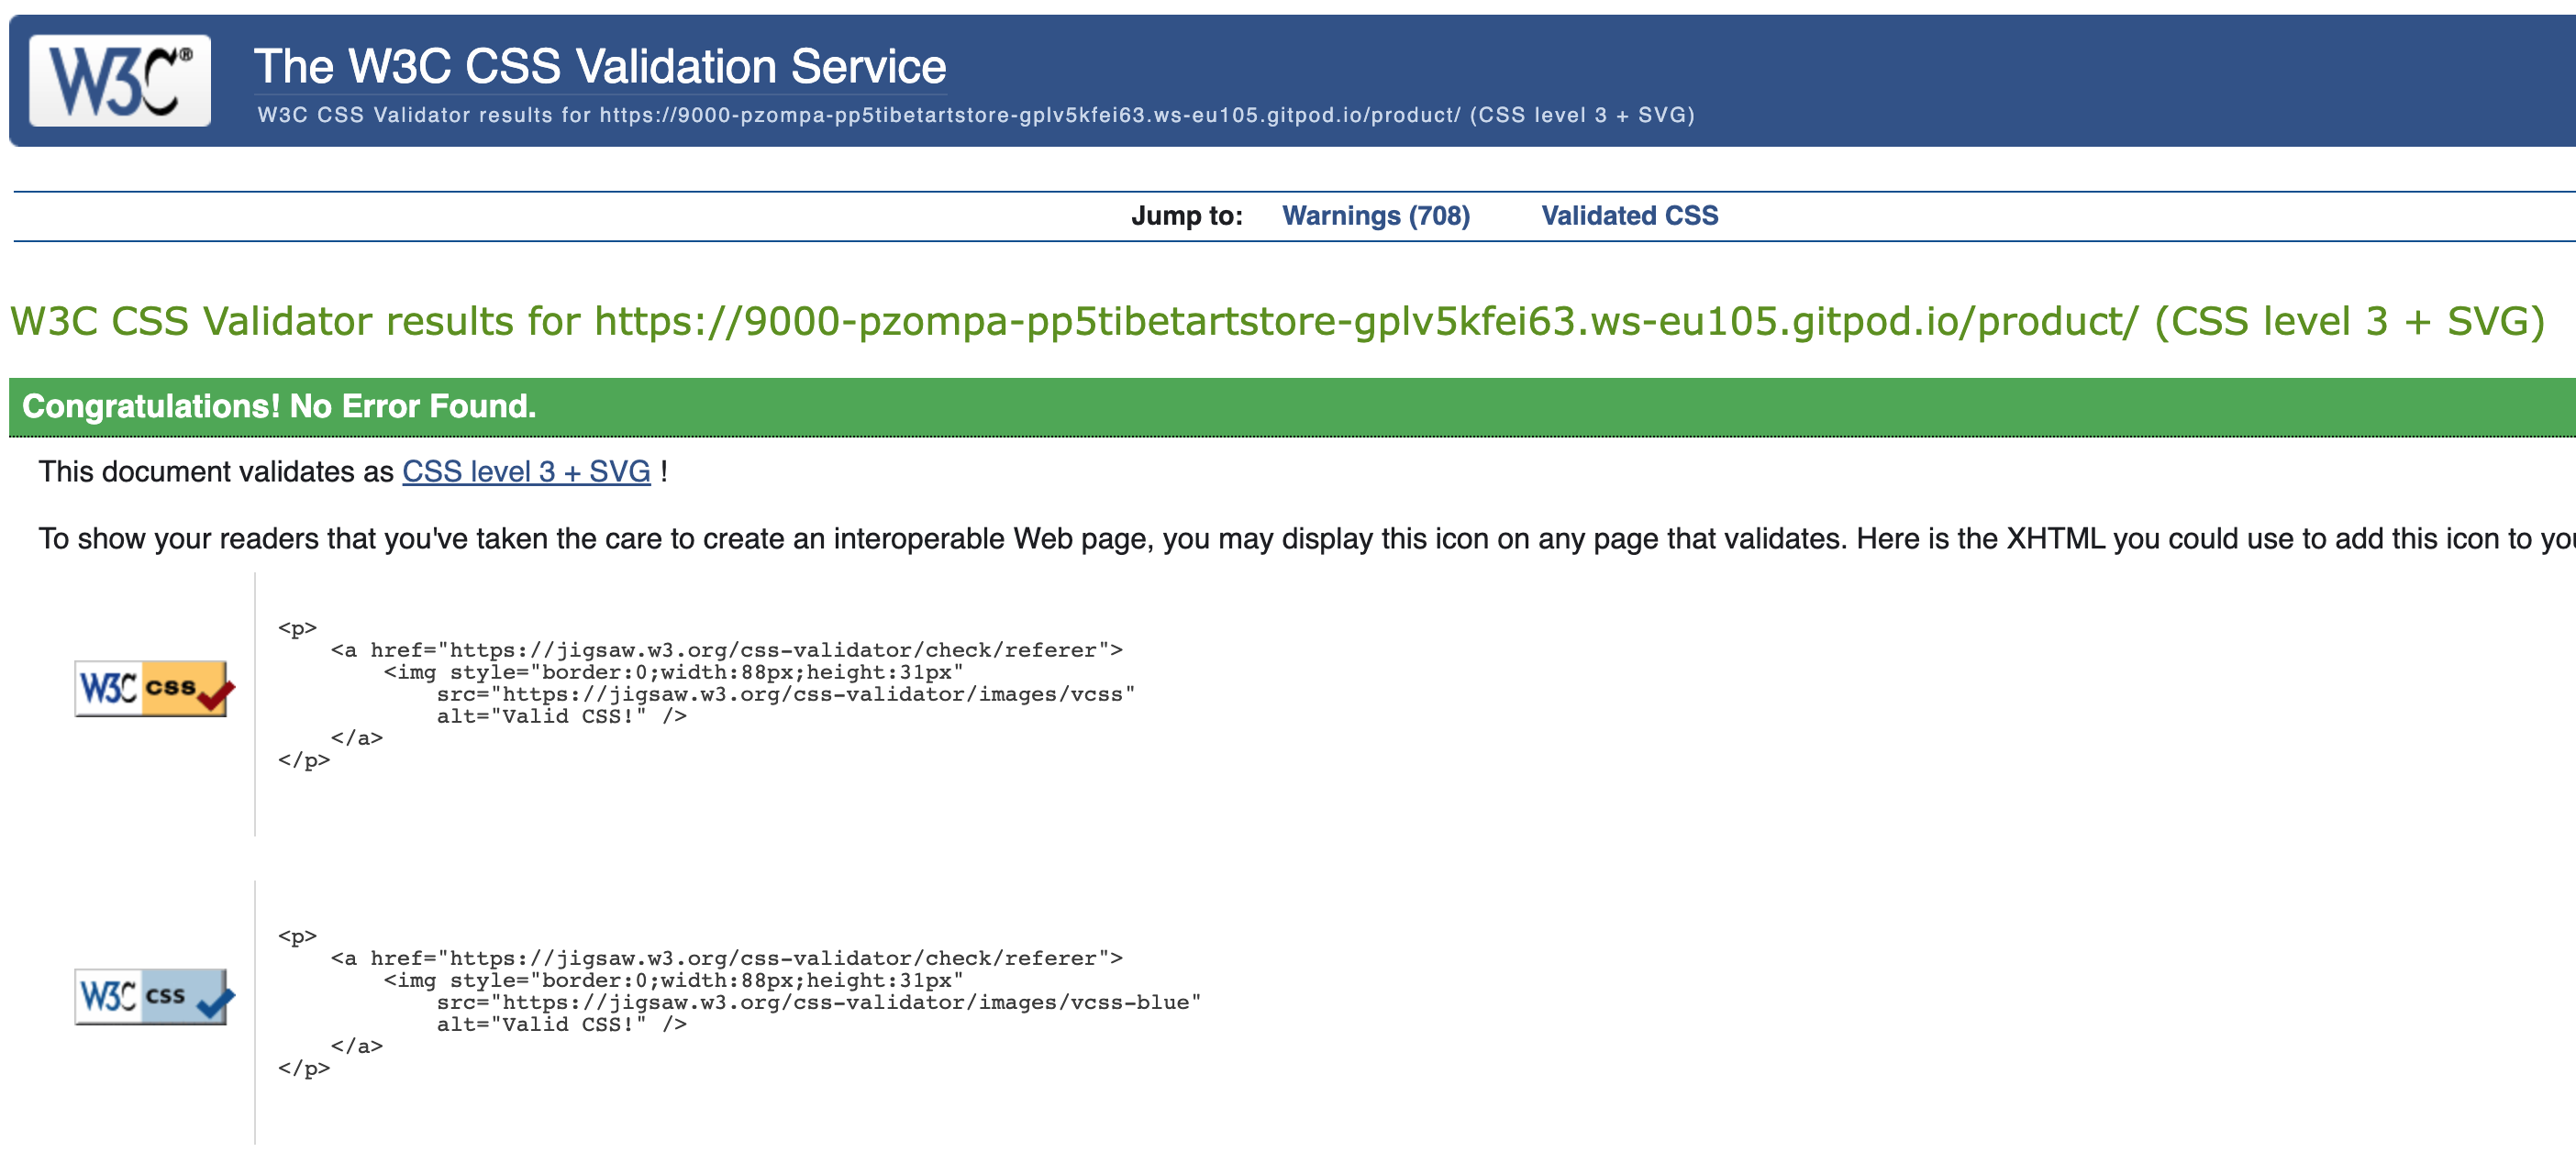 W3C®
The W3C CSS Validation Service
W3C CSS Validator results for https://9000-pzompa-pp5tibetartstore-gplv5kfei63.ws-eu105.gitpod.io/product/ (CSS level 3 + SVG)
Jump to: Warnings (708) Validated CSS
W3C CSS Validator results for https://9000-pzompa-pp5tibetartstore-gplv5kfei63.ws-eu105.gitpod.io/product/ (CSS level 3 + SVG)
Congratulations! No Error Found.
This document validates as CSS level 3 + SVG !
To show your readers that you've taken the care to create an interoperable Web page, you may display this icon on any page that validates. Here is the XHTML you could use to add this icon to
<p>
<a href="https://jigsaw.w3.org/css-validator/check/referer">
W3C css
<img style="border:0;width:88px;height:31px"
src="https://jigsaw.w3.org/css-validator/images/vcss"
alt="Valid CSS!" />
</a>
</p>
<p>
<a href="https://jigsaw.w3.org/css-validator/check/referer">
W3C css
<img style="border:0;width:88px;height:31px"
src="https://jigsaw.w3.org/css-validator/images/vcss-blue"
alt="Valid CSS!" />
</a>
</p>